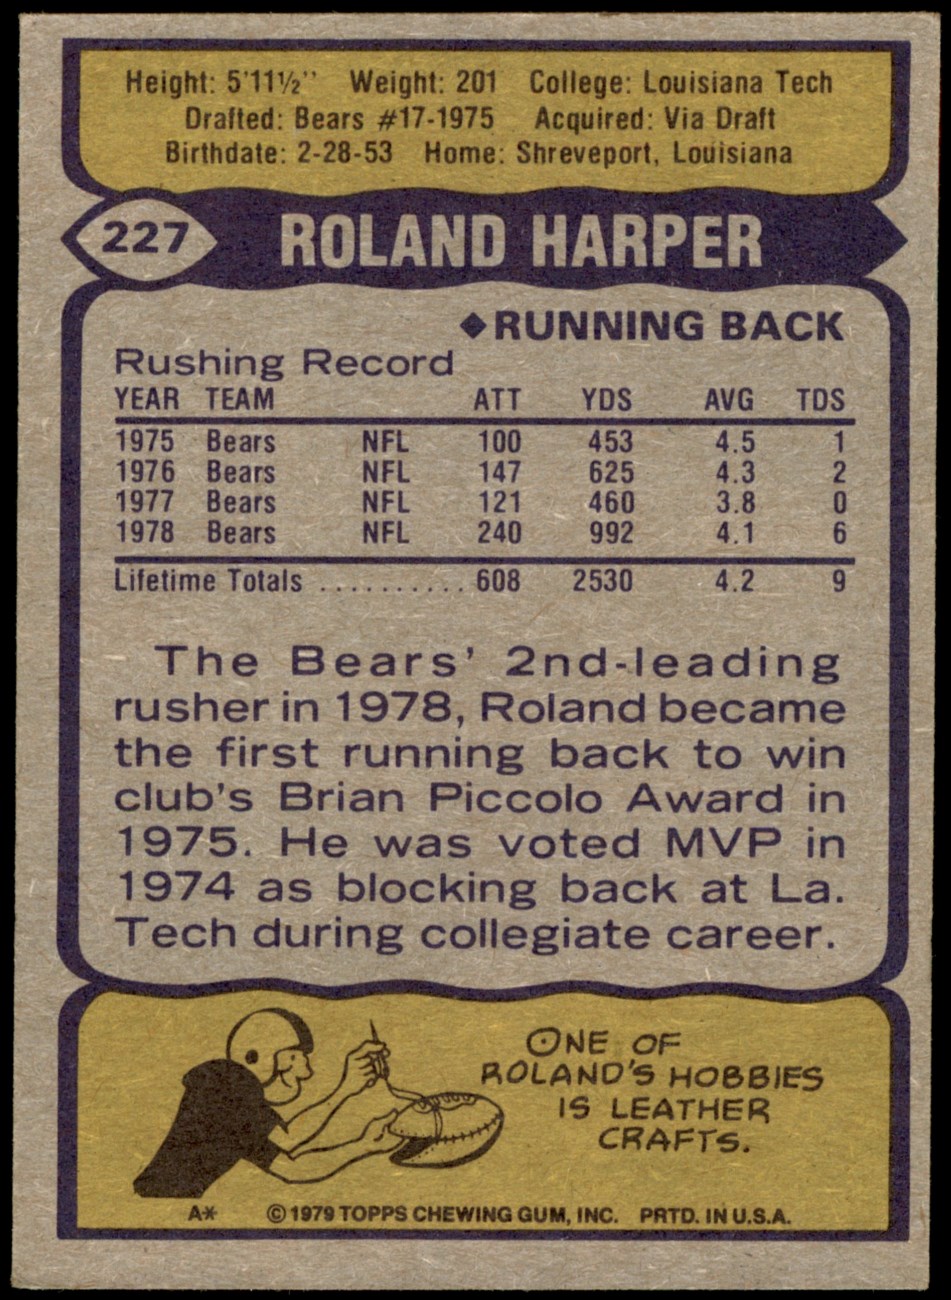 Height: 5'11½" Weight: 201 College: Louisiana Tech
Drafted: Bears #17-1975 Acquired: Via Draft
Birthdate: 2-28-53 Home: Shreveport, Louisiana
227 ROLAND HARPER
◆RUNNING BACK
Rushing Record
YEAR TEAM ATT YDS AVG TDS
1975 Bears NFL 100 453 4.5 1
1976 Bears NFL 147 625 4.3 2
1977 Bears NFL 121 460 3.8 0
1978 Bears NFL 240 992 4.1 6
Lifetime Totals .......... 608 2530 4.2 9
The Bears' 2nd-leading
rusher in 1978, Roland became
the first running back to win
club's Brian Piccolo Award in
1975. He was voted MVP in
1974 as blocking back at La.
Tech during collegiate career.
ONE OF
ROLAND'S HOBBIES
IS LEATHER
CRAFTS.
A* © 1979 TOPPS CHEWING GUM, INC. PRTD. IN U.S.A.